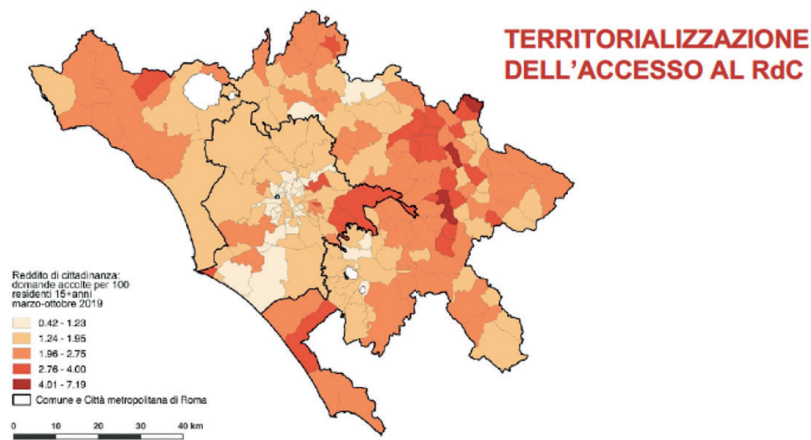 TERRITORIALIZZAZIONE
DELL'ACCESSO AL RdC
Reddito di cittadinanza:
domande accolte per 100
residenti 15+anni
marzo-ottobre 2019
0.42 - 1.23
1.24 - 1.95
1.96 - 2.75
2.76 - 4.00
4.01 - 7.19
Comune e Città metropolitana di Roma
0 10 20 30 40 km